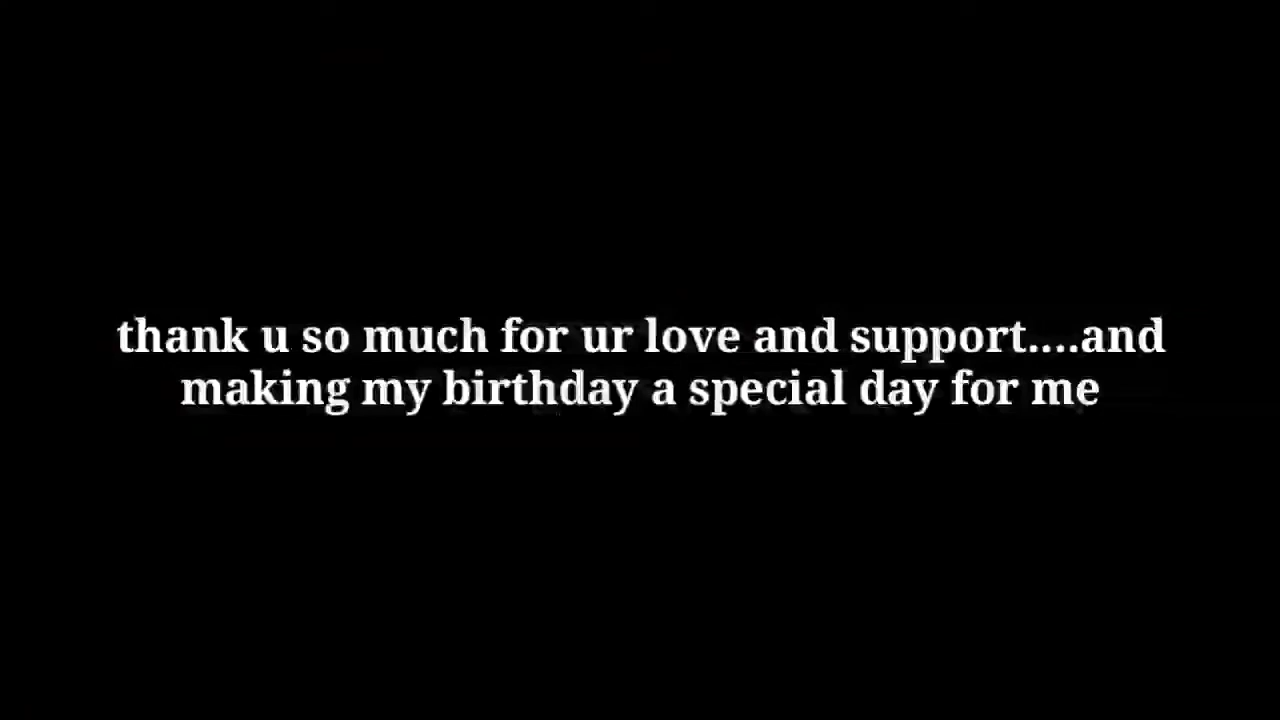 thank u so much for ur love and support....and
making my birthday a special day for me